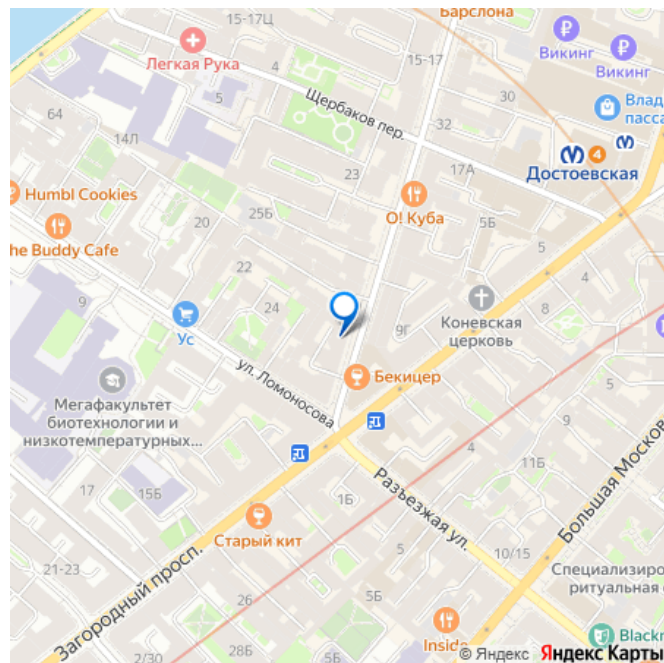 15-17Ц
Барслона
Викинг
Викинг
Легкая Рука
15-17
5
64
Щербаков пер.
30
Влад
пасса
14Л
32
23
17А
4
Достоевская
Humbl Cookies
25Б
О! Куба
20
5Б
he Buddy Cafe
5
4
22
9
24
8
Ус
9Г
Коневская
церковь
ул. Ломоносова
Бекицер
Мегафакультет
биотехнологии и
низкотемпературных...
9
5
11Б
Большая Москов
17
15Б
1Б
Разъезжая ул.
Старый кит
Загородный просп.
5
10/15
21-23
5Б
Специализиро
ритуальная с
6
26
Inside
Blackm
28Б
2/30
© Яндекс Яндекс Карты